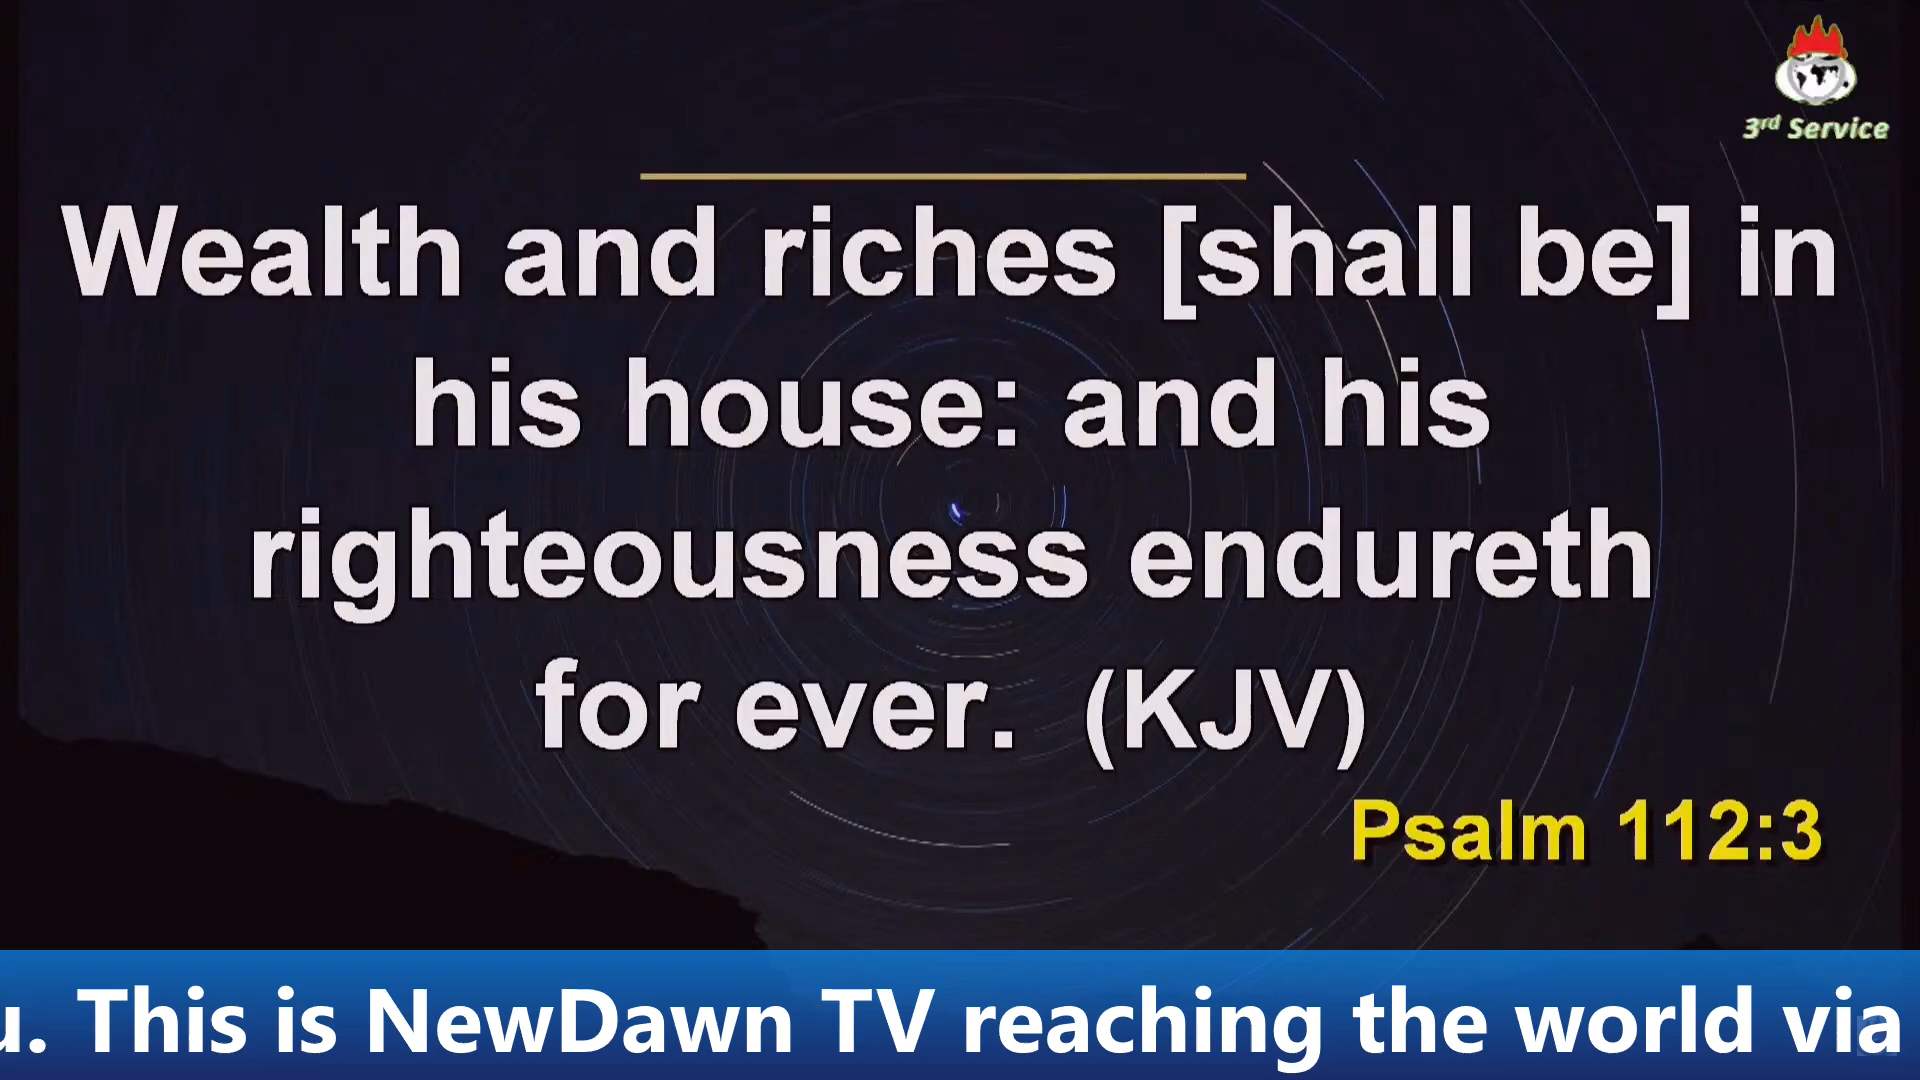 3rd Service
Wealth and riches [shall be] in
his house: and his
righteousness endureth
for ever. (KJV)
Psalm 112:3
u. This is NewDawn TV reaching the world via